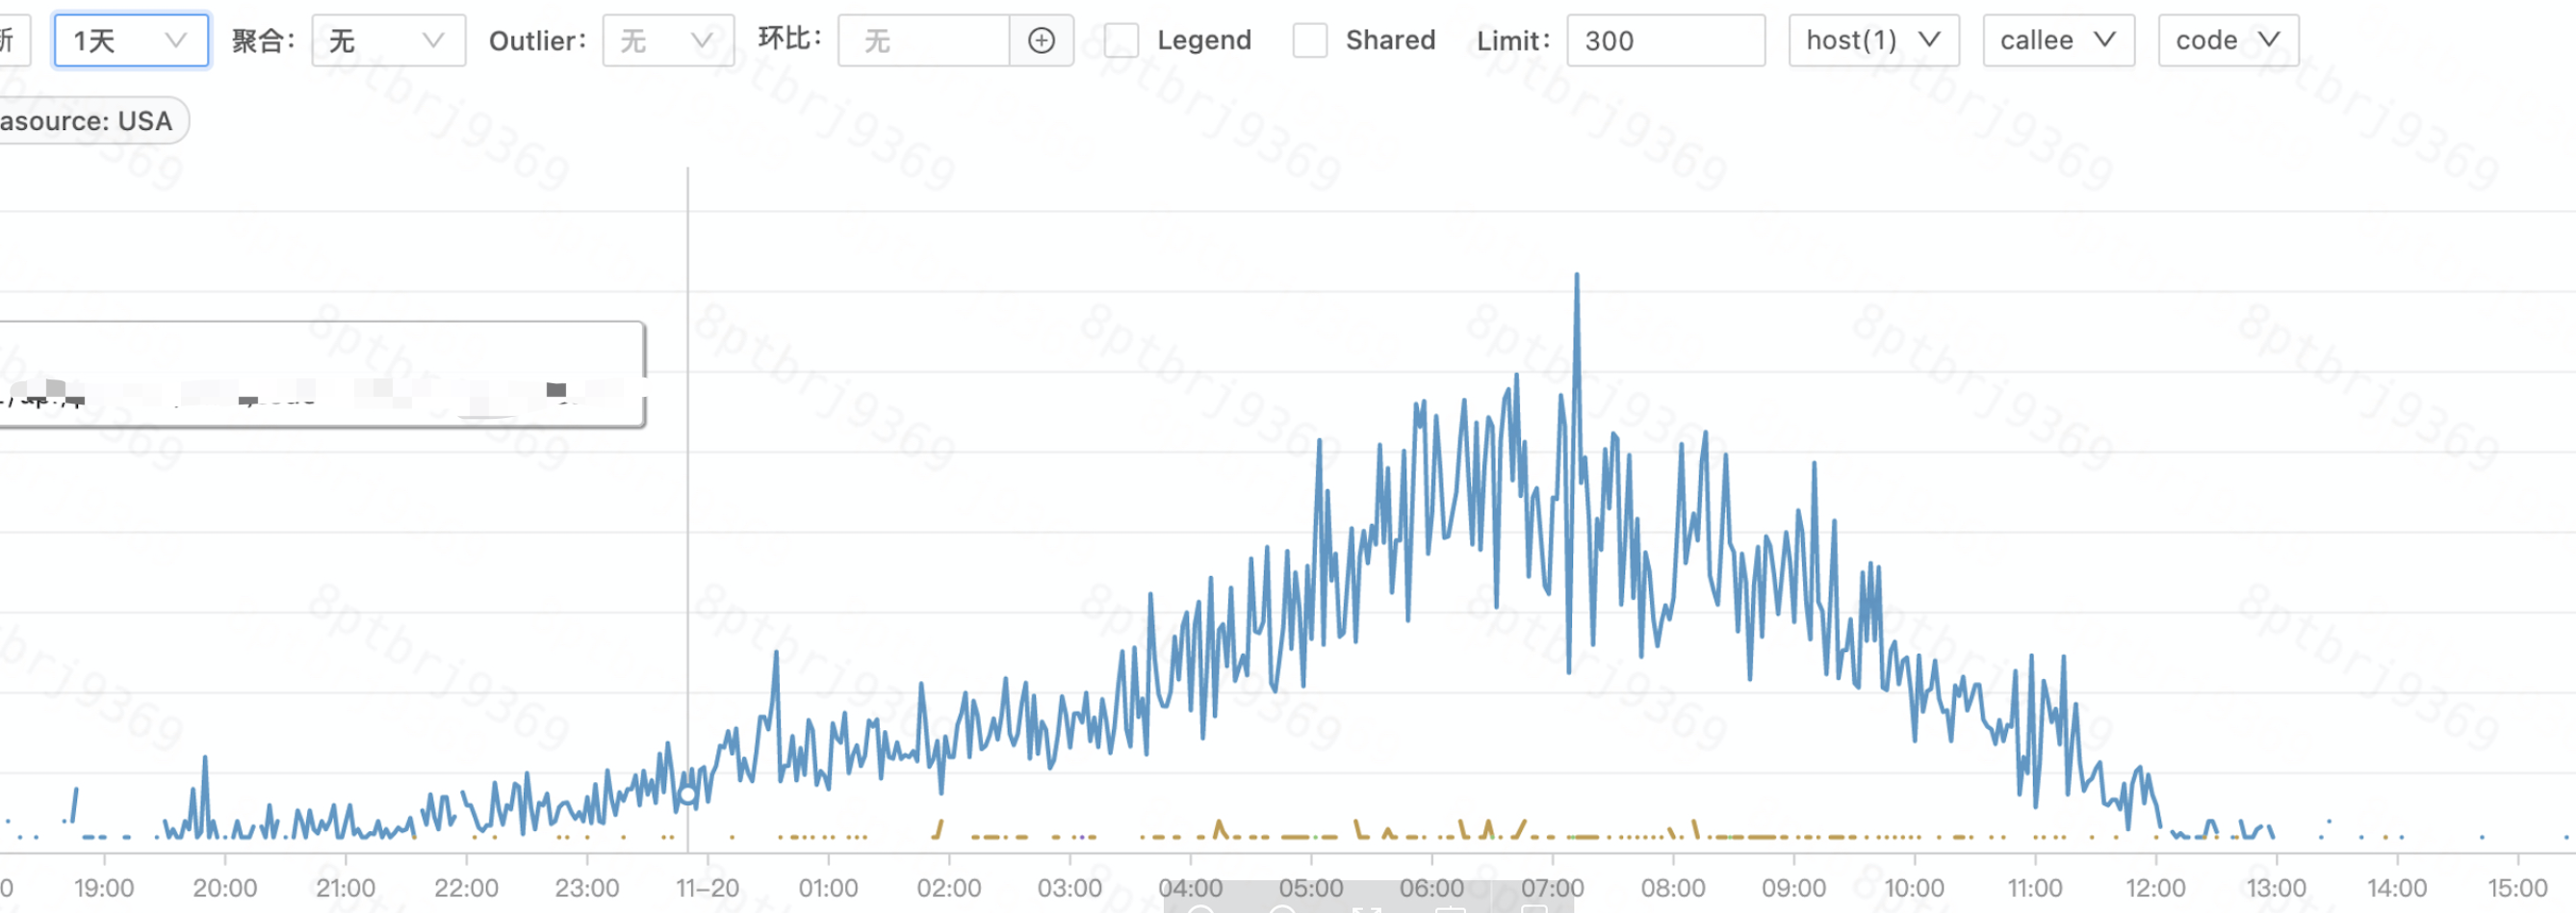 新 1天 聚合: 无 Outlier: 无 环比: 无 Legend Shared Limit: 300 host(1) callee code
asource: USA
0 19:00 20:00 21:00 22:00 23:00 11-20 01:00 02:00 03:00 04:00 05:00 06:00 07:00 08:00 09:00 10:00 11:00 12:00 13:00 14:00 15:00
8ptbrj9369